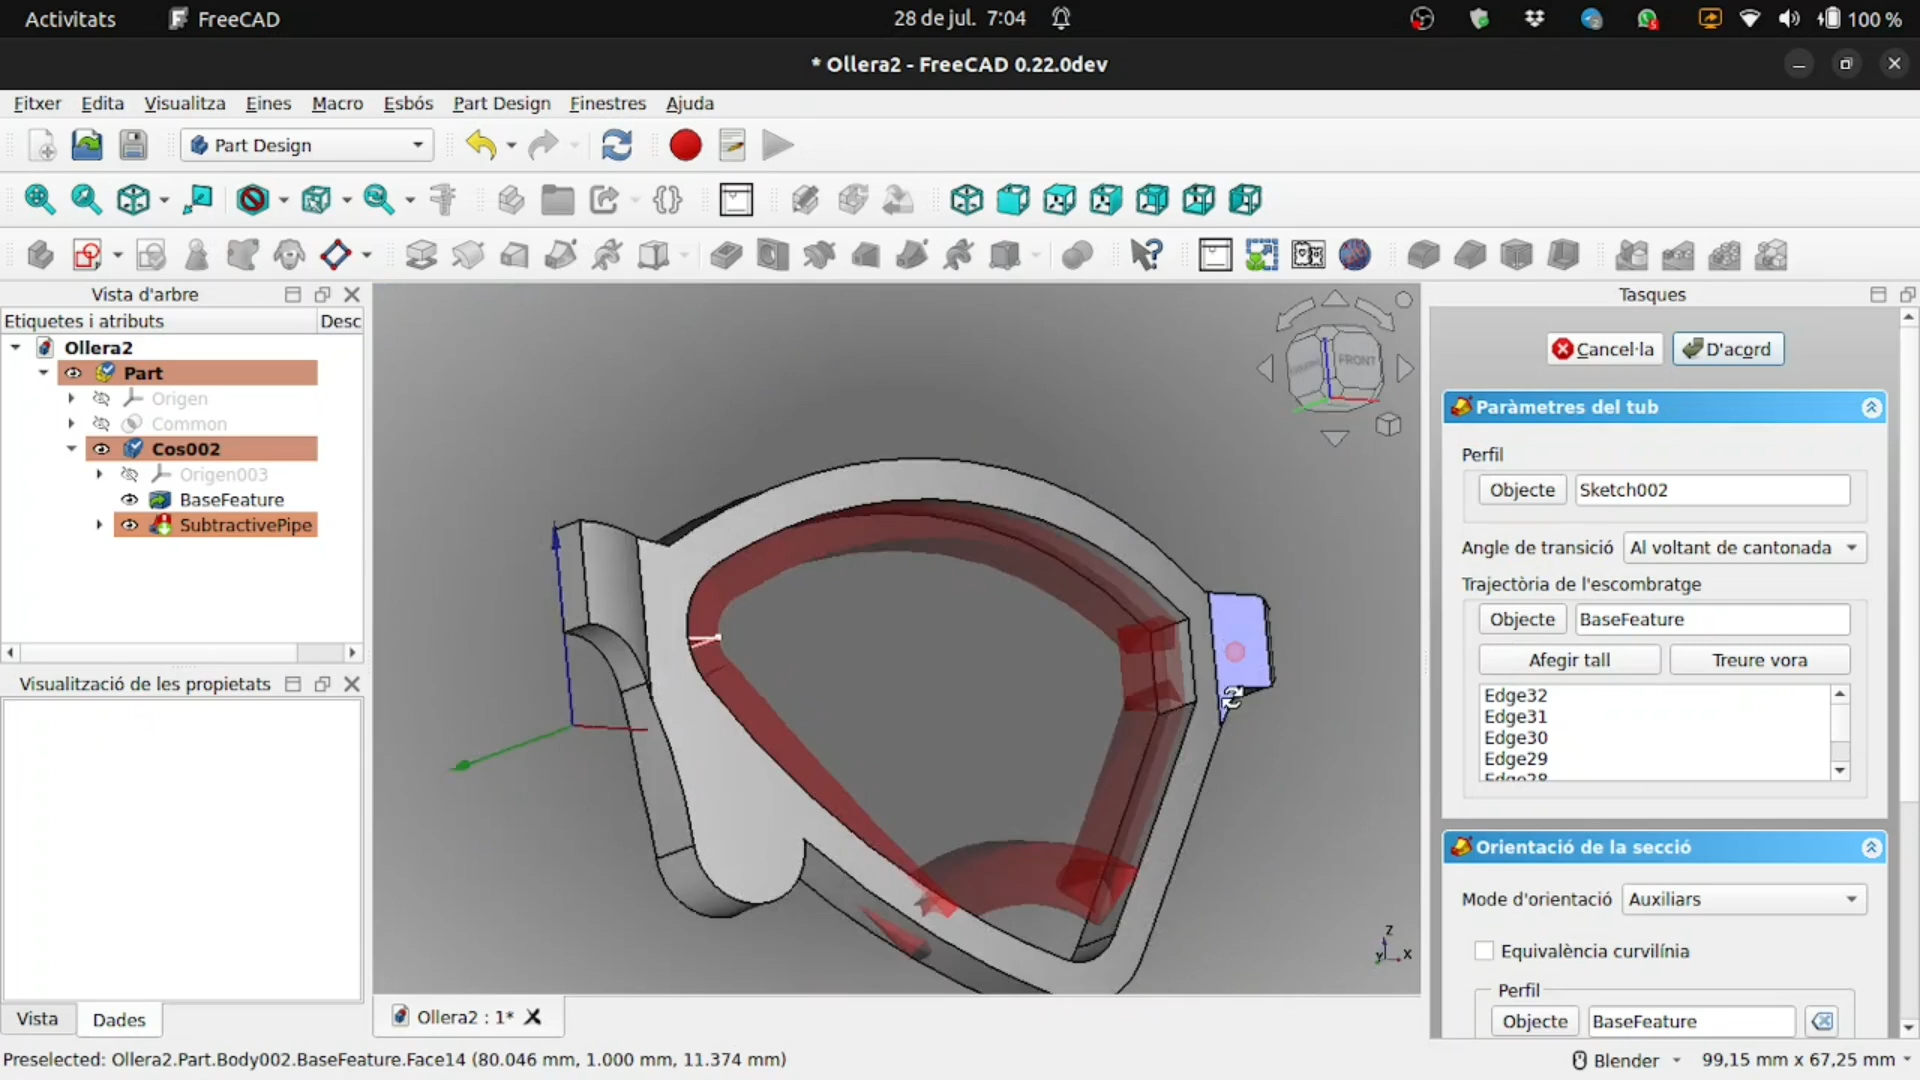 Activitats
FreeCAD
28 de jul. 7:04
100 %
* Ollera2 - FreeCAD 0.22.0dev
Fitxer Edita Visualitza Eines Macro Esbós Part Design Finestres Ajuda
Part Design
Vista d'arbre
Etiquetes i atributs
Desc
Ollera2
Part
Origen
Common
Cos002
Origen003
BaseFeature
SubtractivePipe
Visualització de les propietats
Vista
Dades
FRONT
Z
Y
X
Ollera2 : 1*
Tasques
Cancel·la
D'acord
Paràmetres del tub
Perfil
Objecte
Sketch002
Angle de transició
Al voltant de cantonada
Trajectòria de l'escombratge
Objecte
BaseFeature
Afegir tall
Treure vora
Edge32
Edge31
Edge30
Edge29
Edge28
Orientació de la secció
Mode d'orientació
Auxiliars
Equivalència curvilínia
Perfil
Objecte
BaseFeature
Preselected: Ollera2.Part.Body002.BaseFeature.Face14 (80.046 mm, 1.000 mm, 11.374 mm)
Blender
99,15 mm x 67,25 mm